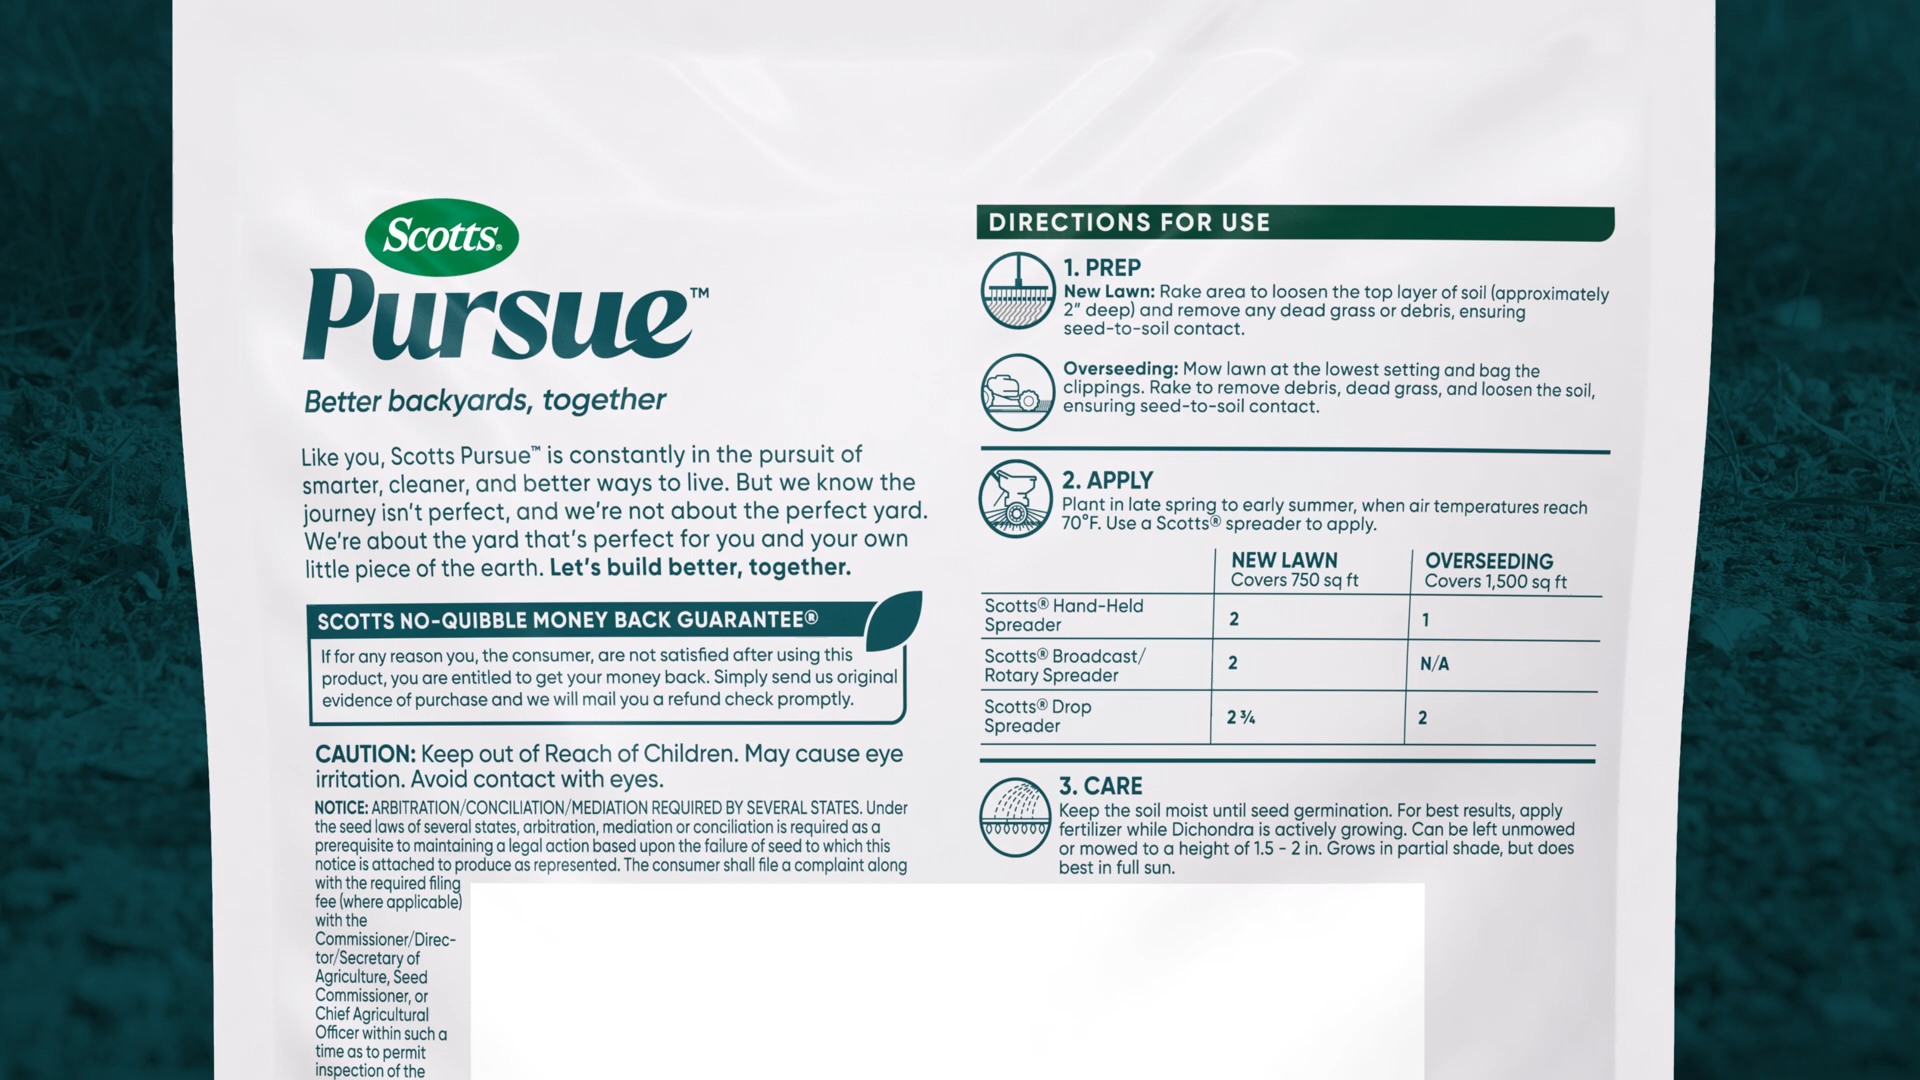 Scotts®
Pursue™
Better backyards, together
Like you, Scotts Pursue™ is constantly in the pursuit of
smarter, cleaner, and better ways to live. But we know the
journey isn't perfect, and we're not about the perfect yard.
We're about the yard that's perfect for you and your own
little piece of the earth. Let's build better, together.
SCOTTS NO-QUIBBLE MONEY BACK GUARANTEE®
If for any reason you, the consumer, are not satisfied after using this
product, you are entitled to get your money back. Simply send us original
evidence of purchase and we will mail you a refund check promptly.
CAUTION: Keep out of Reach of Children. May cause eye
irritation. Avoid contact with eyes.
NOTICE: ARBITRATION/CONCILIATION/MEDIATION REQUIRED BY SEVERAL STATES. Under
the seed laws of several states, arbitration, mediation or conciliation is required as a
prerequisite to maintaining a legal action based upon the failure of seed to which this
notice is attached to produce as represented. The consumer shall file a complaint along
with the required filing
fee (where applicable)
with the
Commissioner/Direc-
tor/Secretary of
Agriculture, Seed
Commissioner, or
Chief Agricultural
Officer within such a
time as to permit
inspection of the
DIRECTIONS FOR USE
1. PREP
New Lawn: Rake area to loosen the top layer of soil (approximately
2" deep) and remove any dead grass or debris, ensuring
seed-to-soil contact.
Overseeding: Mow lawn at the lowest setting and bag the
clippings. Rake to remove debris, dead grass, and loosen the soil,
ensuring seed-to-soil contact.
2. APPLY
Plant in late spring to early summer, when air temperatures reach
70°F. Use a Scotts® spreader to apply.
NEW LAWN OVERSEEDING
Covers 750 sq ft Covers 1,500 sq ft
Scotts® Hand-Held
Spreader 2 1
Scotts® Broadcast/
Rotary Spreader 2 N/A
Scotts® Drop
Spreader 2 ¾ 2
3. CARE
Keep the soil moist until seed germination. For best results, apply
fertilizer while Dichondra is actively growing. Can be left unmowed
or mowed to a height of 1.5 - 2 in. Grows in partial shade, but does
best in full sun.